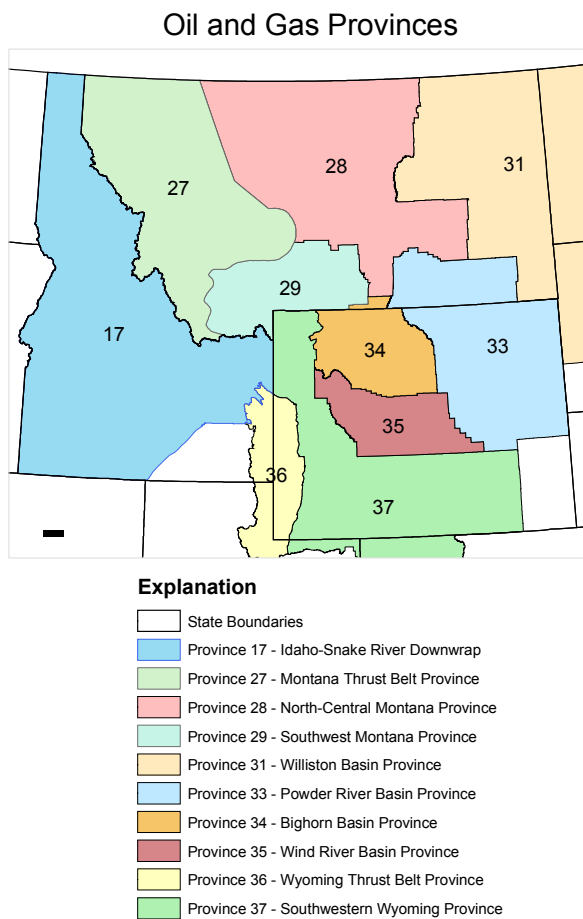 Oil and Gas Provinces
27
28
31
29
17
34
33
35
36
37
Explanation
State Boundaries
Province 17 - Idaho-Snake River Downwrap
Province 27 - Montana Thrust Belt Province
Province 28 - North-Central Montana Province
Province 29 - Southwest Montana Province
Province 31 - Williston Basin Province
Province 33 - Powder River Basin Province
Province 34 - Bighorn Basin Province
Province 35 - Wind River Basin Province
Province 36 - Wyoming Thrust Belt Province
Province 37 - Southwestern Wyoming Province